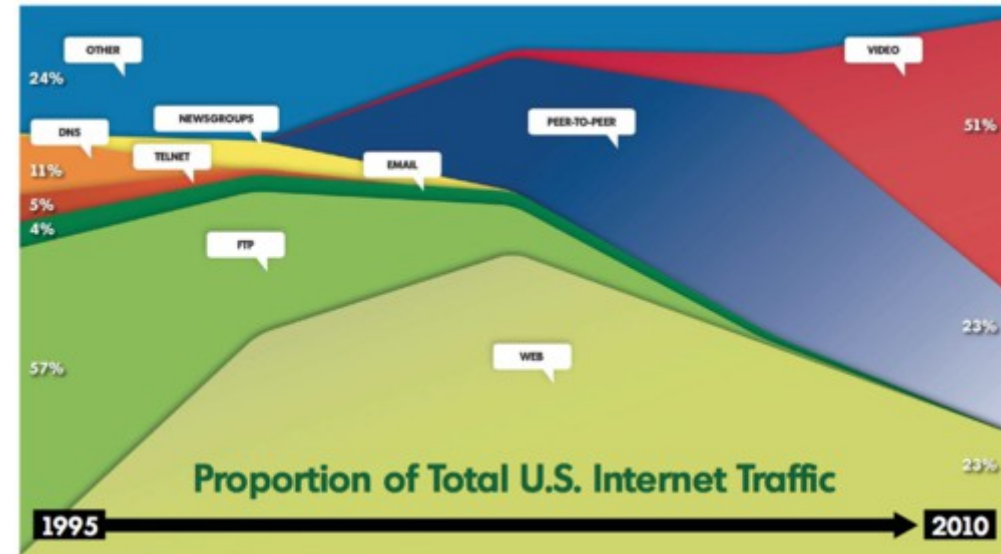 OTHER
VIDEO
24%
NEWSGROUPS
PEER-TO-PEER
51%
DNS
TELNET
EMAIL
11%
5%
4%
FTP
23%
WEB
57%
23%
Proportion of Total U.S. Internet Traffic
1995
2010